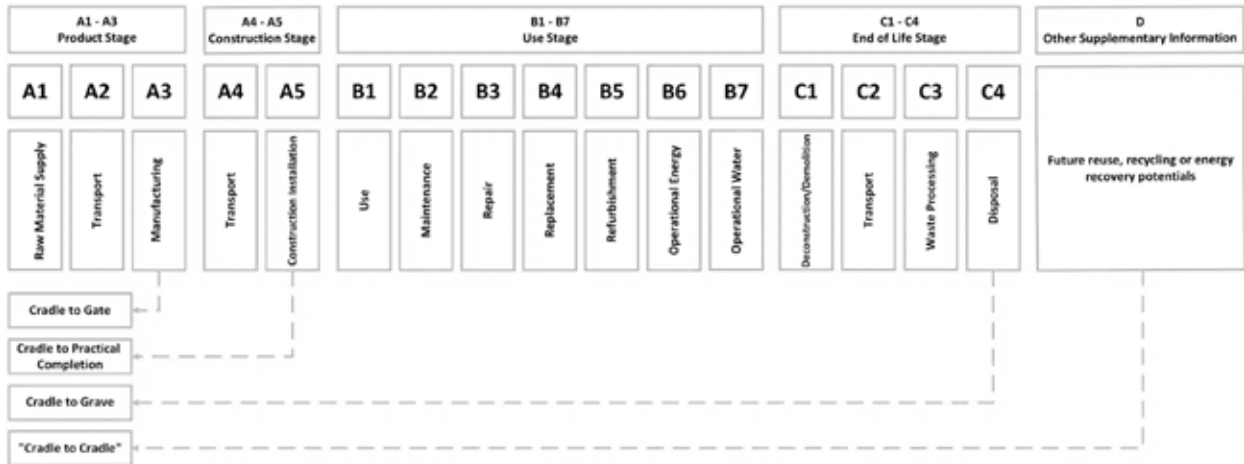 A1 - A3
Product Stage
A4 - A5
Construction Stage
B1 - B7
Use Stage
C1 - C4
End of Life Stage
D
Other Supplementary Information
A1
A2
A3
A4
A5
B1
B2
B3
B4
B5
B6
B7
C1
C2
C3
C4
Raw Material Supply
Transport
Manufacturing
Transport
Construction installation
Use
Maintenance
Repair
Replacement
Refurbishment
Operational Energy
Operational Water
Deconstruction/Demolition
Transport
Waste Processing
Disposal
Future reuse, recycling or energy
recovery potentials
Cradle to Gate
Cradle to Practical
Completion
Cradle to Grave
"Cradle to Cradle"